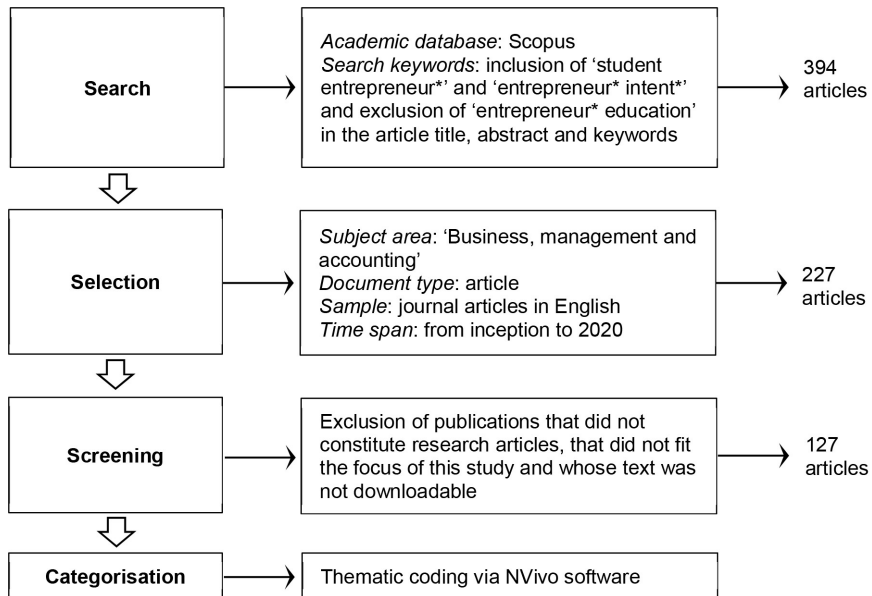 Search
Academic database: Scopus
Search keywords: inclusion of ‘student
entrepreneur*’ and ‘entrepreneur* intent*’
and exclusion of ‘entrepreneur* education’
in the article title, abstract and keywords
394
articles
Selection
Subject area: ‘Business, management and
accounting’
Document type: article
Sample: journal articles in English
Time span: from inception to 2020
227
articles
Screening
Exclusion of publications that did not
constitute research articles, that did not fit
the focus of this study and whose text was
not downloadable
127
articles
Categorisation
Thematic coding via NVivo software